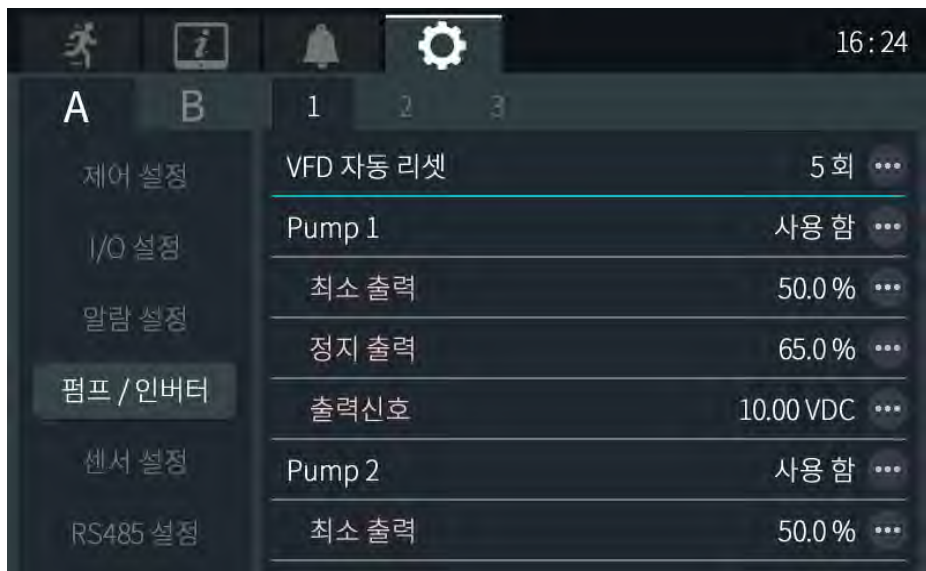 i
16:24
A B 1 2 3
제어 설정
I/O 설정
알람 설정
펌프 / 인버터
센서 설정
RS485 설정
VFD 자동 리셋 5 회
Pump 1 사용 함
최소 출력 50.0 %
정지 출력 65.0 %
출력신호 10.00 VDC
Pump 2 사용 함
최소 출력 50.0 %